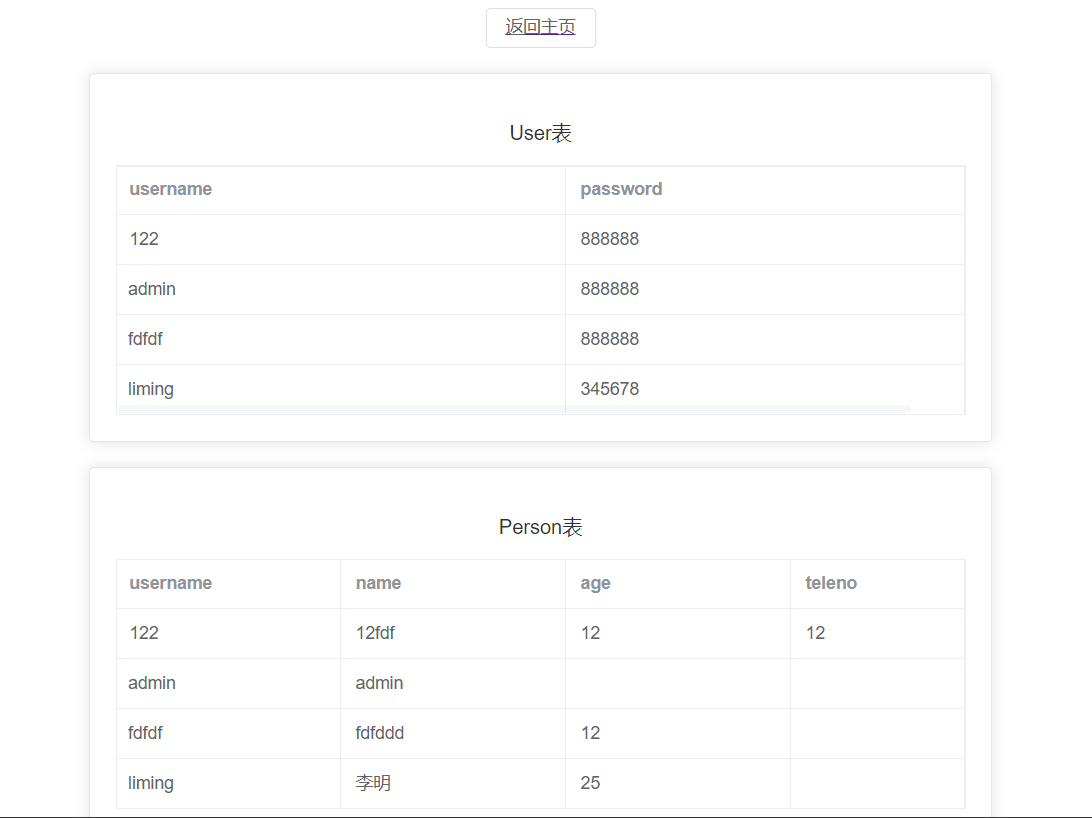 返回主页
User表
username password
122 888888
admin 888888
fdfdf 888888
liming 345678
Person表
username name age teleno
122 12fdf 12 12
admin admin
fdfdf fdfddd 12
liming 李明 25